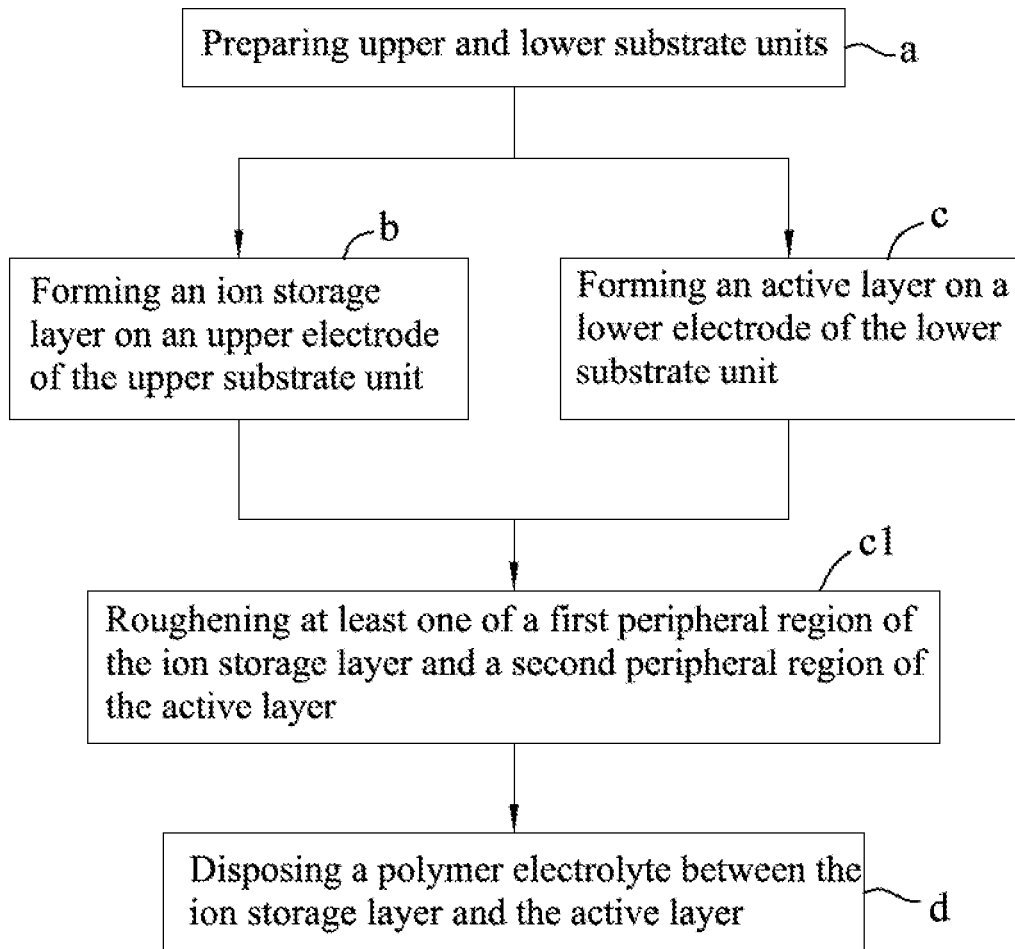 Preparing upper and lower substrate units
a
b
c
Forming an ion storage
layer on an upper electrode
of the upper substrate unit
Forming an active layer on a
lower electrode of the lower
substrate unit
c1
Roughening at least one of a first peripheral region of
the ion storage layer and a second peripheral region of
the active layer
Disposing a polymer electrolyte between the
ion storage layer and the active layer
d